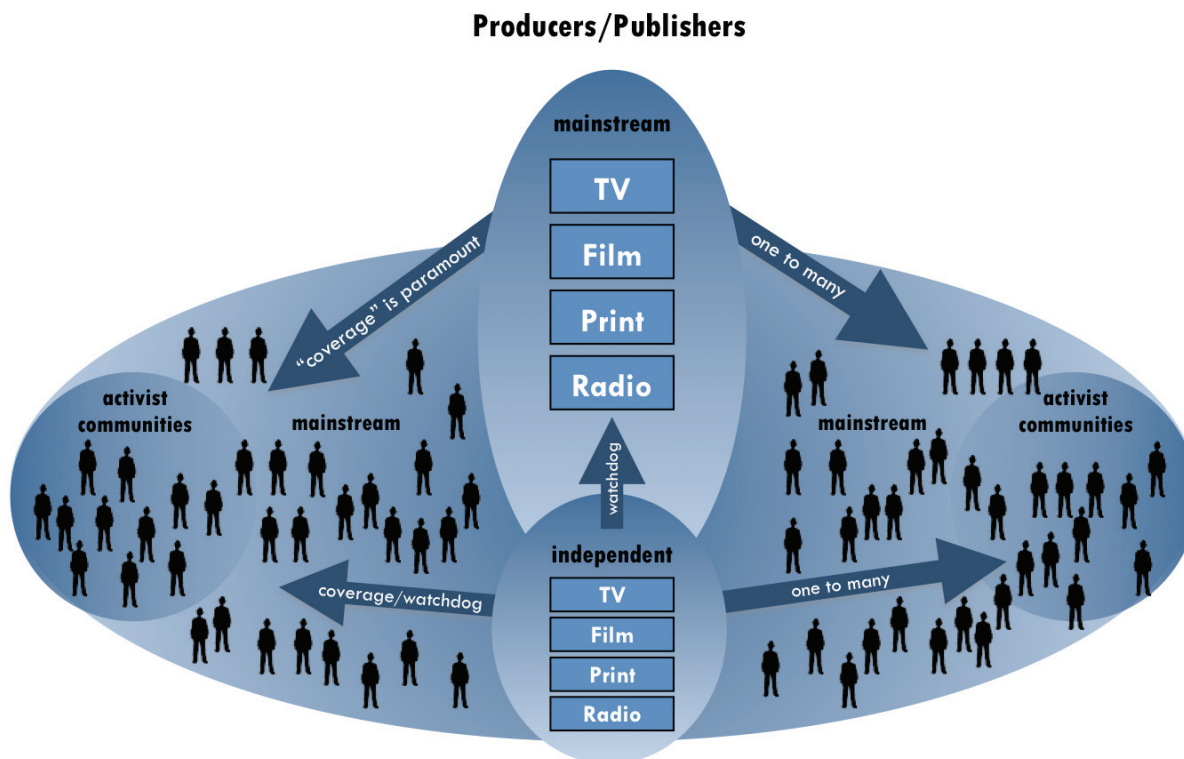 Producers/Publishers
mainstream
TV
Film
Print
Radio
"coverage" is paramount
one to many
activist
communities
mainstream
mainstream
activist
communities
watchdog
independent
TV
Film
Print
Radio
coverage/watchdog
one to many